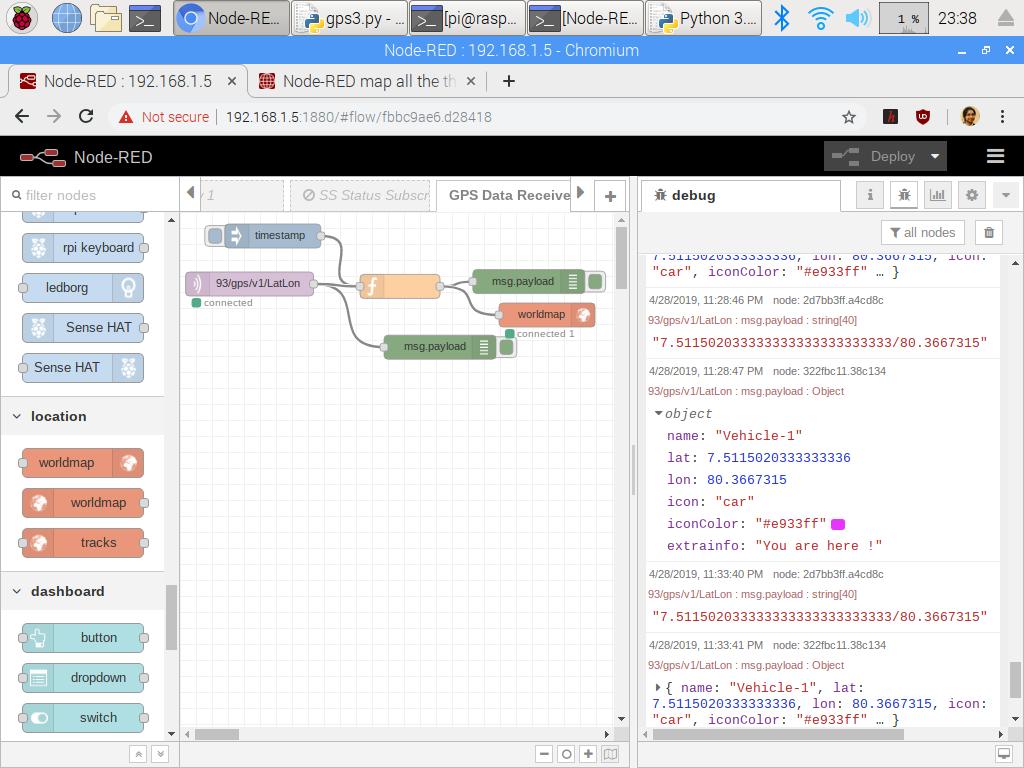 Node-RE...
gps3.py - ...
[pi@rasp...
[Node-RE...
Python 3....
1 %
23:38
Node-RED : 192.168.1.5 - Chromium
Node-RED : 192.168.1.5
Node-RED map all the th
Not secure
192.168.1.5:1880/#flow/fbbc9ae6.d28418
Node-RED
Deploy
filter nodes
1
SS Status Subscr
GPS Data Receive
debug
all nodes
rpi keyboard
ledborg
Sense HAT
Sense HAT
location
worldmap
worldmap
tracks
dashboard
button
dropdown
switch
timestamp
93/gps/v1/LatLon
connected
msg.payload
worldmap
connected 1
msg.payload
7.5115020333333336, lon: 80.3667315, icon:
"car", iconColor: "#e933ff" … }
4/28/2019, 11:28:46 PM node: 2d7bb3ff.a4cd8c
93/gps/v1/LatLon : msg.payload : string[40]
"7.5115020333333333333333333333/80.3667315"
4/28/2019, 11:28:47 PM node: 322fbc11.38c134
93/gps/v1/LatLon : msg.payload : Object
object
name: "Vehicle-1"
lat: 7.5115020333333336
lon: 80.3667315
icon: "car"
iconColor: "#e933ff"
extrainfo: "You are here !"
4/28/2019, 11:33:40 PM node: 2d7bb3ff.a4cd8c
93/gps/v1/LatLon : msg.payload : string[40]
"7.5115020333333333333333333333/80.3667315"
4/28/2019, 11:33:41 PM node: 322fbc11.38c134
93/gps/v1/LatLon : msg.payload : Object
{ name: "Vehicle-1", lat:
7.5115020333333336, lon: 80.3667315, icon:
"car", iconColor: "#e933ff" … }